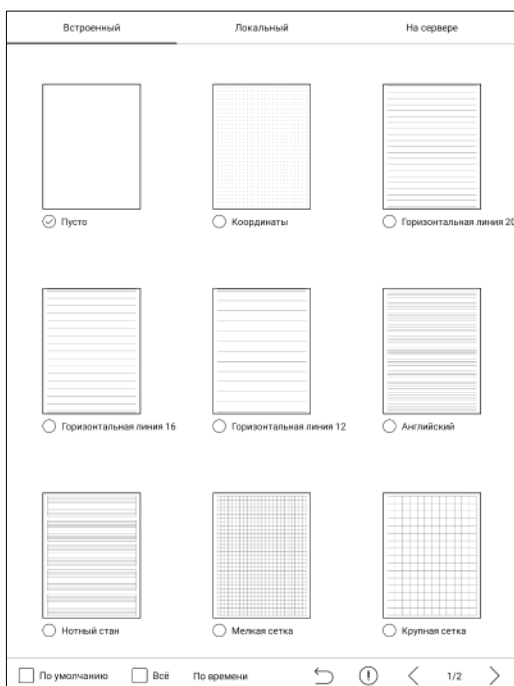 Встроенный Локальный На сервере
Пусто Координаты Горизонтальная линия 20
Горизонтальная линия 16 Горизонтальная линия 12 Английский
Нотный стан Мелкая сетка Крупная сетка
По умолчанию Всё По времени 1/2